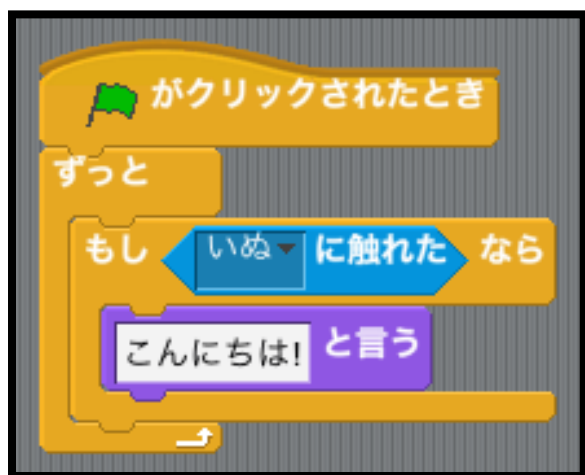 がクリックされたとき
ずっと
もし いぬ に触れた なら
こんにちは! と言う